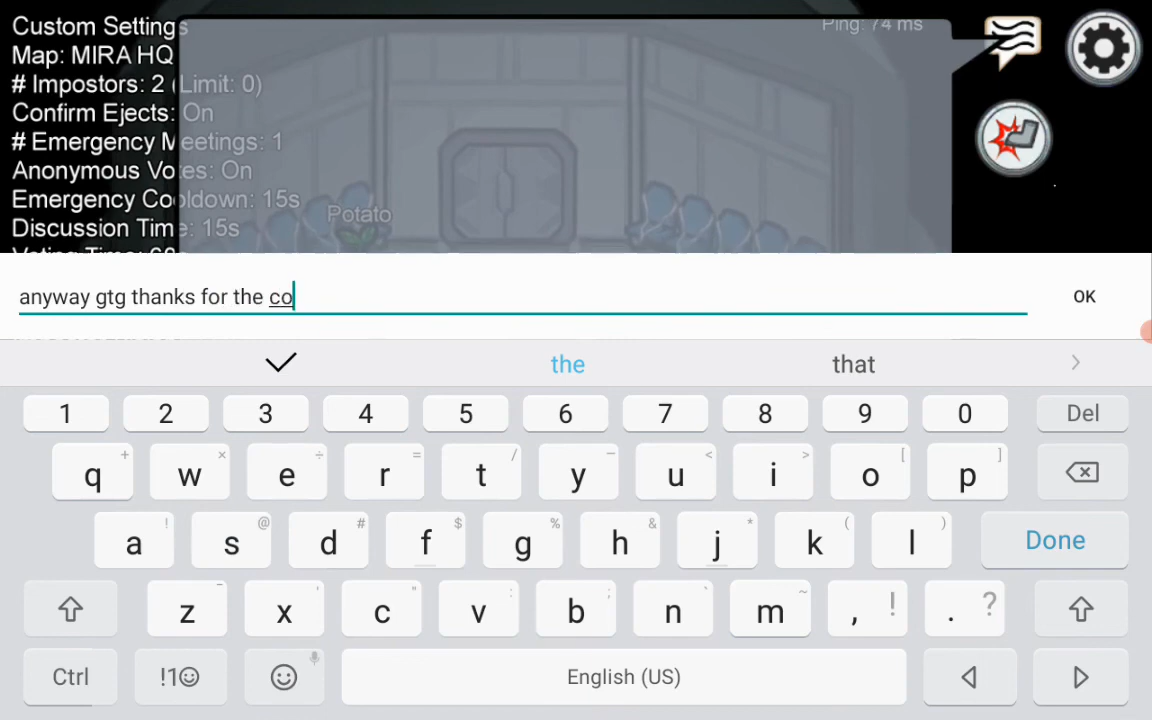 Custom Settings
Ping: 74 ms
Map: MIRA HQ
# Impostors: 2 (Limit: 0)
Confirm Ejects: On
# Emergency Meetings: 1
Anonymous Votes: On
Emergency Cooldown: 15s
Potato
Discussion Time: 15s
anyway gtg thanks for the co
OK
the that
1 2 3 4 5 6 7 8 9 0 Del
q + w × e ÷ r = t / y − u < i > o [ p ]
a ! s @ d # f $ g % h & j * k ( l ) Done
z - x ' c " v : b ; n ` m ~ , ! . ?
Ctrl !1☺ English (US)